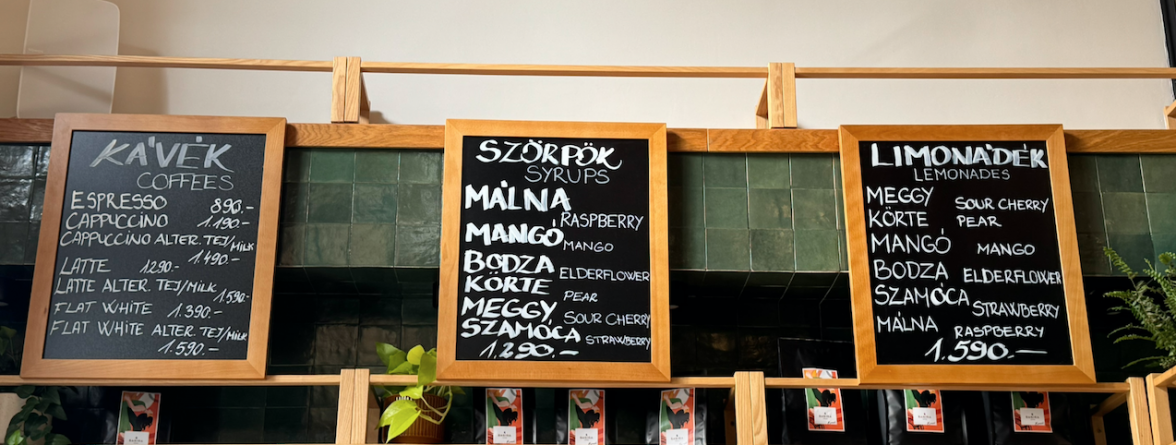 KÁVÉK
COFFEES
ESPRESSO 890.-
CAPPUCCINO 1.190.-
CAPPUCCINO ALTER. TEJ/MILK
1.490.-
LATTE 1290.-
LATTE ALTER. TEJ/MILK
1.590.-
FLAT WHITE 1.390.-
FLAT WHITE ALTER. TEJ/MILK
1.590.-
SZÖRPÖK
SYRUPS
MÁLNA
RASPBERRY
MANGÓ MANGO
BODZA ELDERFLOWER
KÖRTE PEAR
MEGGY SOUR CHERRY
SZAMÓCA STRAWBERRY
1.290.-
LIMONÁDÉK
LEMONADES
MEGGY SOUR CHERRY
KÖRTE PEAR
MANGÓ MANGO
BODZA ELDERFLOWER
SZAMÓCA STRAWBERRY
MÁLNA RASPBERRY
1.590.-